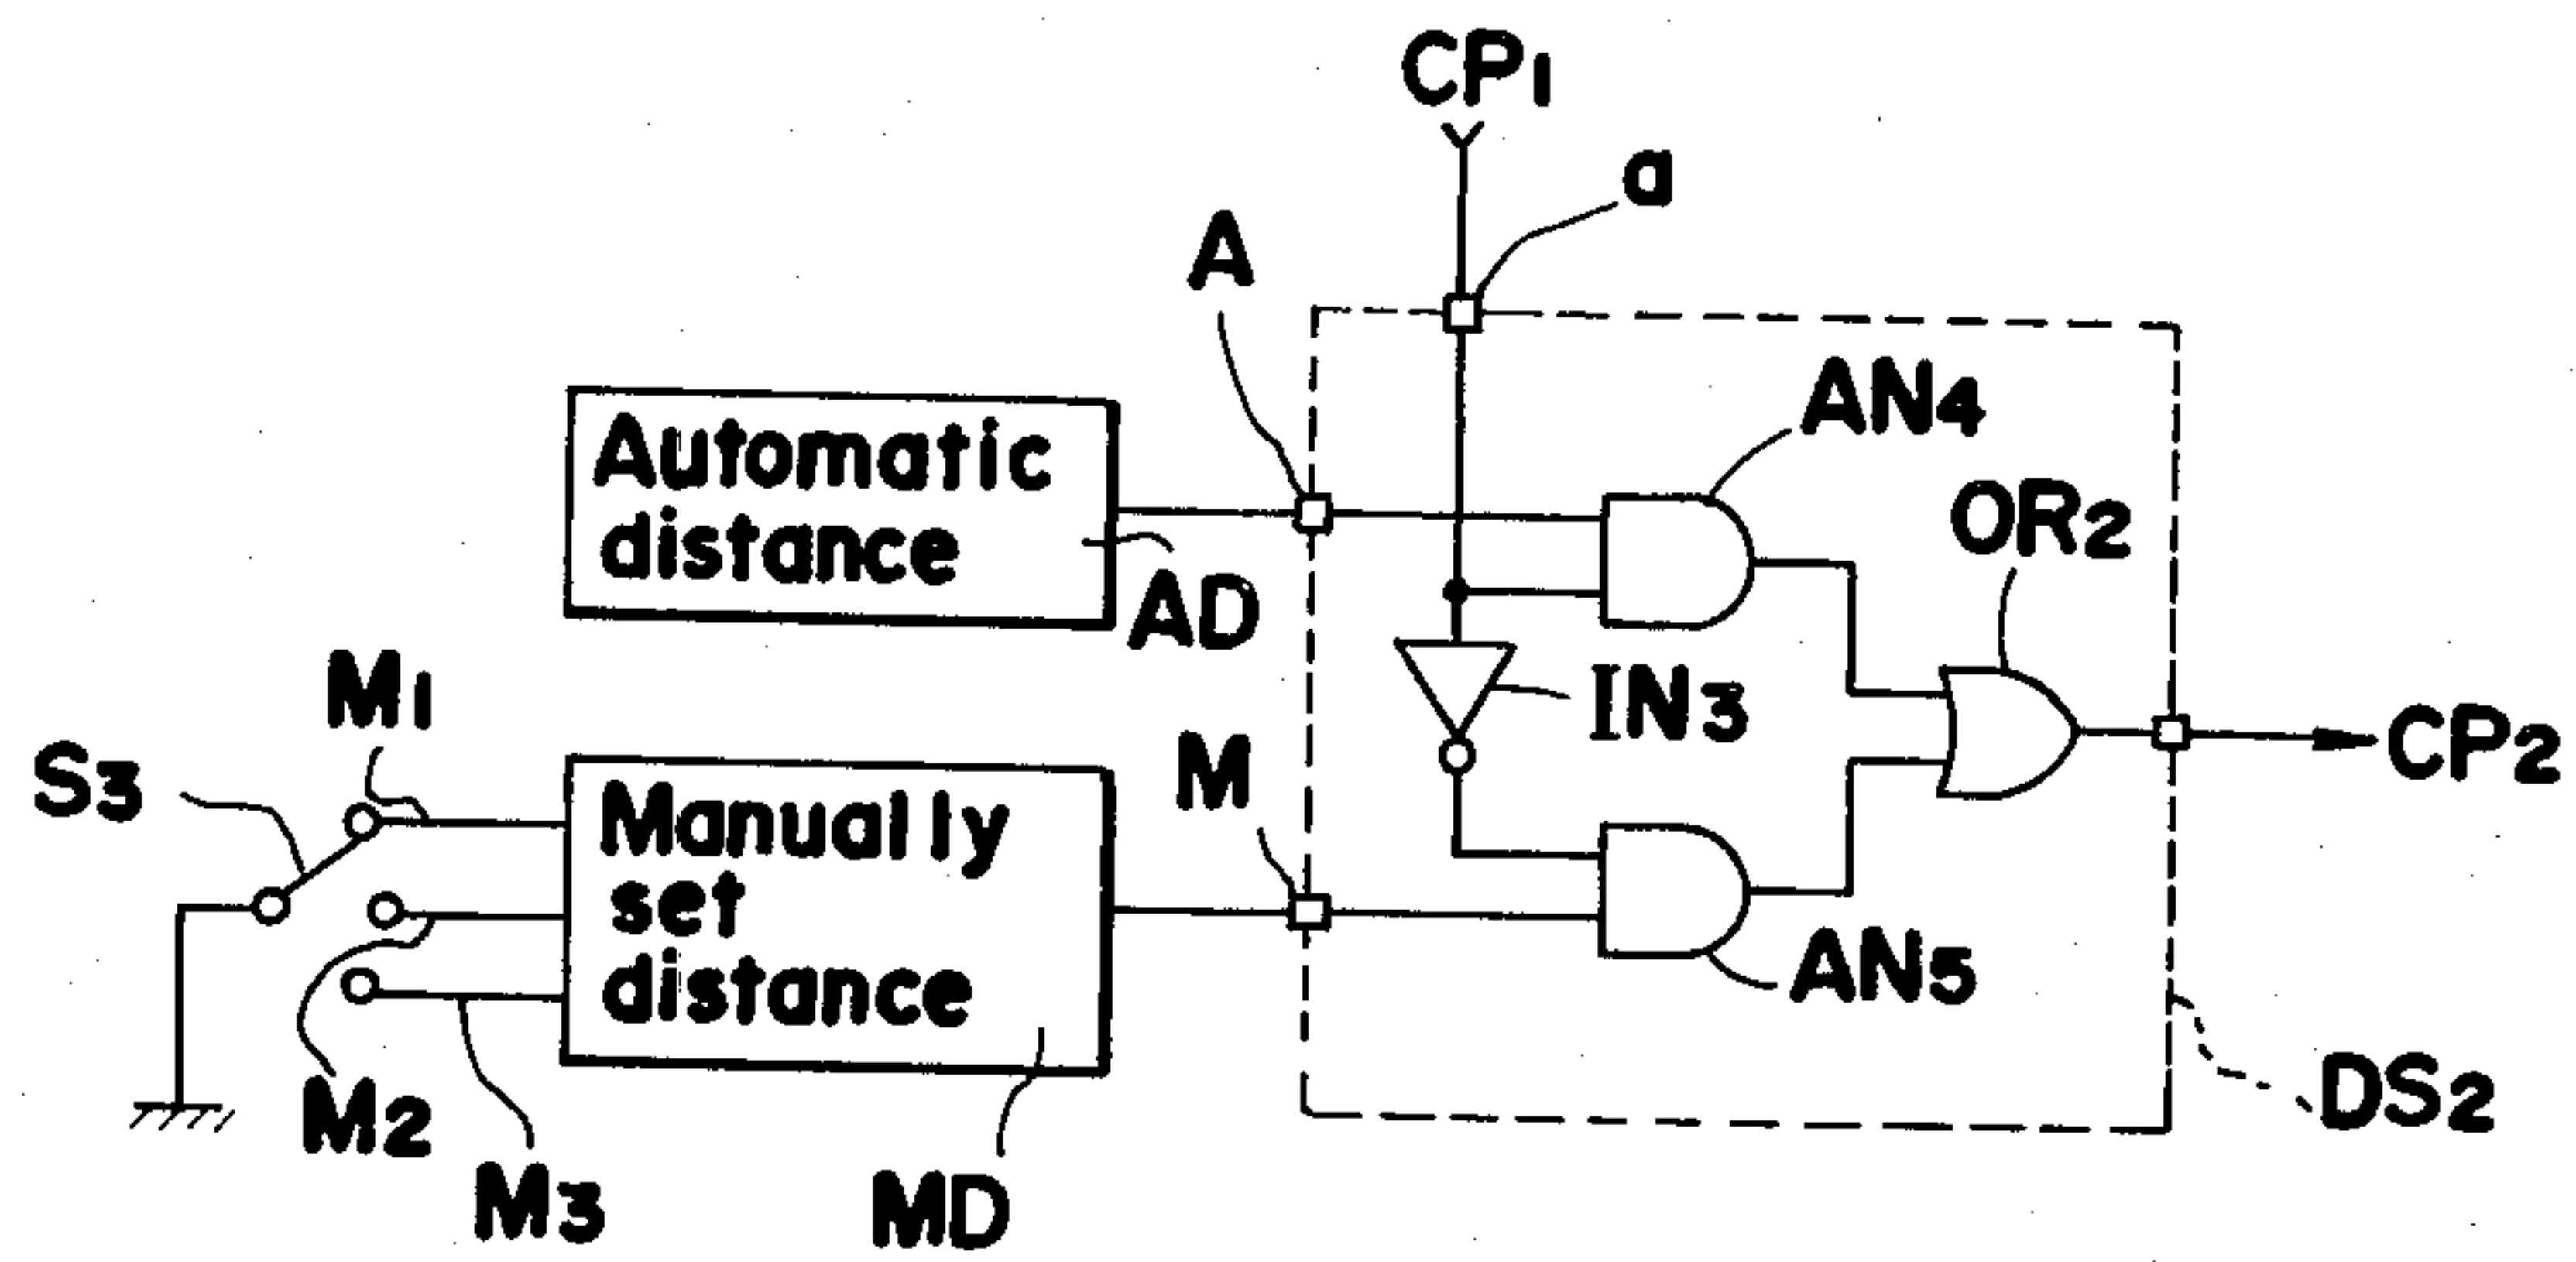 CP1
a
A
Automatic
distance
AD
AN4
OR2
IN3
CP2
M1
S3
M
Manually
set
distance
AN5
M2
M3
MD
DS2